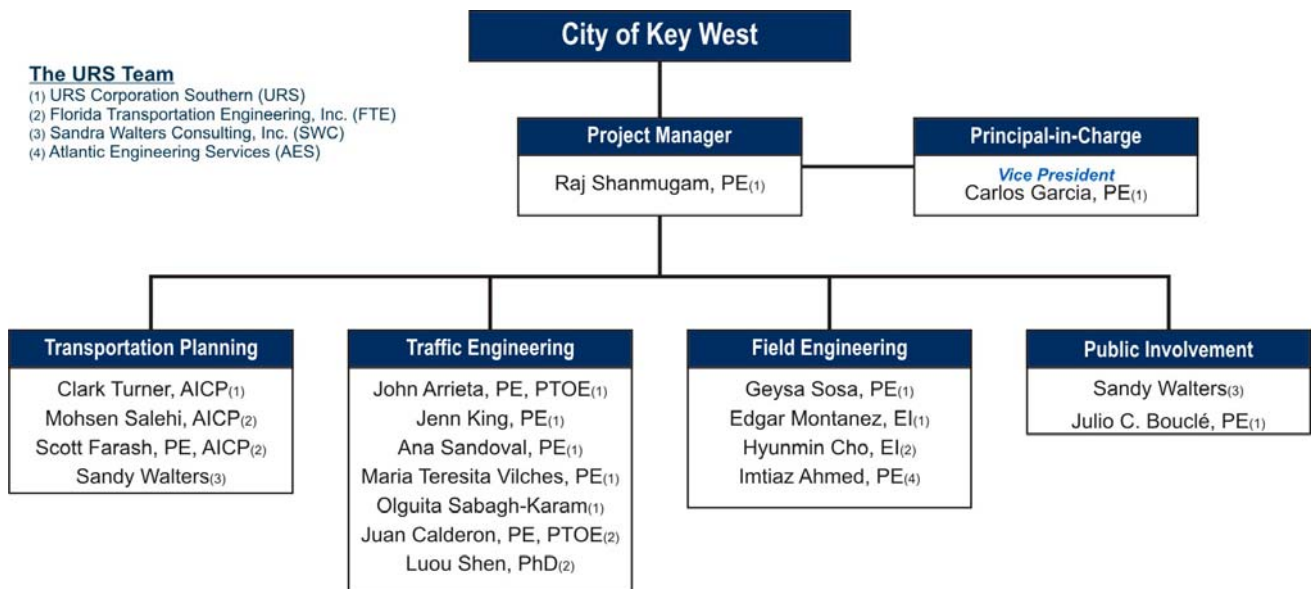 City of Key West
The URS Team
(1) URS Corporation Southern (URS)
(2) Florida Transportation Engineering, Inc. (FTE)
(3) Sandra Walters Consulting, Inc. (SWC)
(4) Atlantic Engineering Services (AES)
Project Manager
Raj Shanmugam, PE(1)
Principal-in-Charge
Vice President
Carlos Garcia, PE(1)
Transportation Planning
Clark Turner, AICP(1)
Mohsen Salehi, AICP(2)
Scott Farash, PE, AICP(2)
Sandy Walters(3)
Traffic Engineering
John Arrieta, PE, PTOE(1)
Jenn King, PE(1)
Ana Sandoval, PE(1)
Maria Teresita Vilches, PE(1)
Olguita Sabagh-Karam(1)
Juan Calderon, PE, PTOE(2)
Luou Shen, PhD(2)
Field Engineering
Geysa Sosa, PE(1)
Edgar Montanez, EI(1)
Hyunmin Cho, EI(2)
Imtiaz Ahmed, PE(4)
Public Involvement
Sandy Walters(3)
Julio C. Bouclé, PE(1)